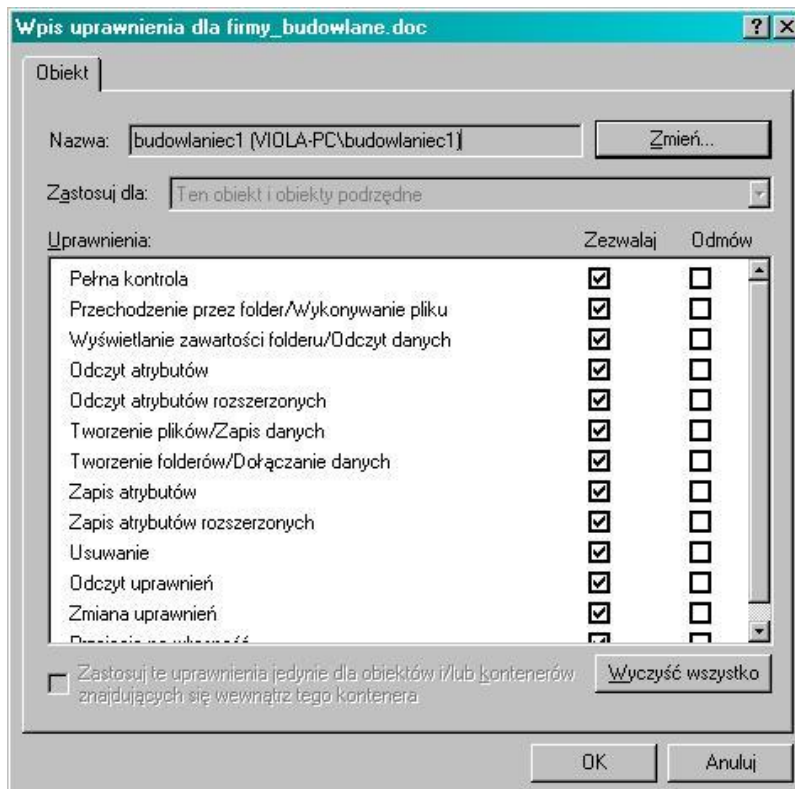 Wpis uprawnienia dla firmy_budowlane.doc
Obiekt
Nazwa: budowlaniec1 (VIOLA-PC\budowlaniec1) Zmień...
Zastosuj dla: Ten obiekt i obiekty podrzędne
Uprawnienia: Zezwalaj Odmów
Pełna kontrola
Przechodzenie przez folder/Wykonywanie pliku
Wyświetlanie zawartości folderu/Odczyt danych
Odczyt atrybutów
Odczyt atrybutów rozszerzonych
Tworzenie plików/Zapis danych
Tworzenie folderów/Dołączanie danych
Zapis atrybutów
Zapis atrybutów rozszerzonych
Usuwanie
Odczyt uprawnień
Zmiana uprawnień
Zastosuj te uprawnienia jedynie dla obiektów i/lub kontenerów
znajdujących się wewnątrz tego kontenera
Wyczyść wszystko
OK Anuluj